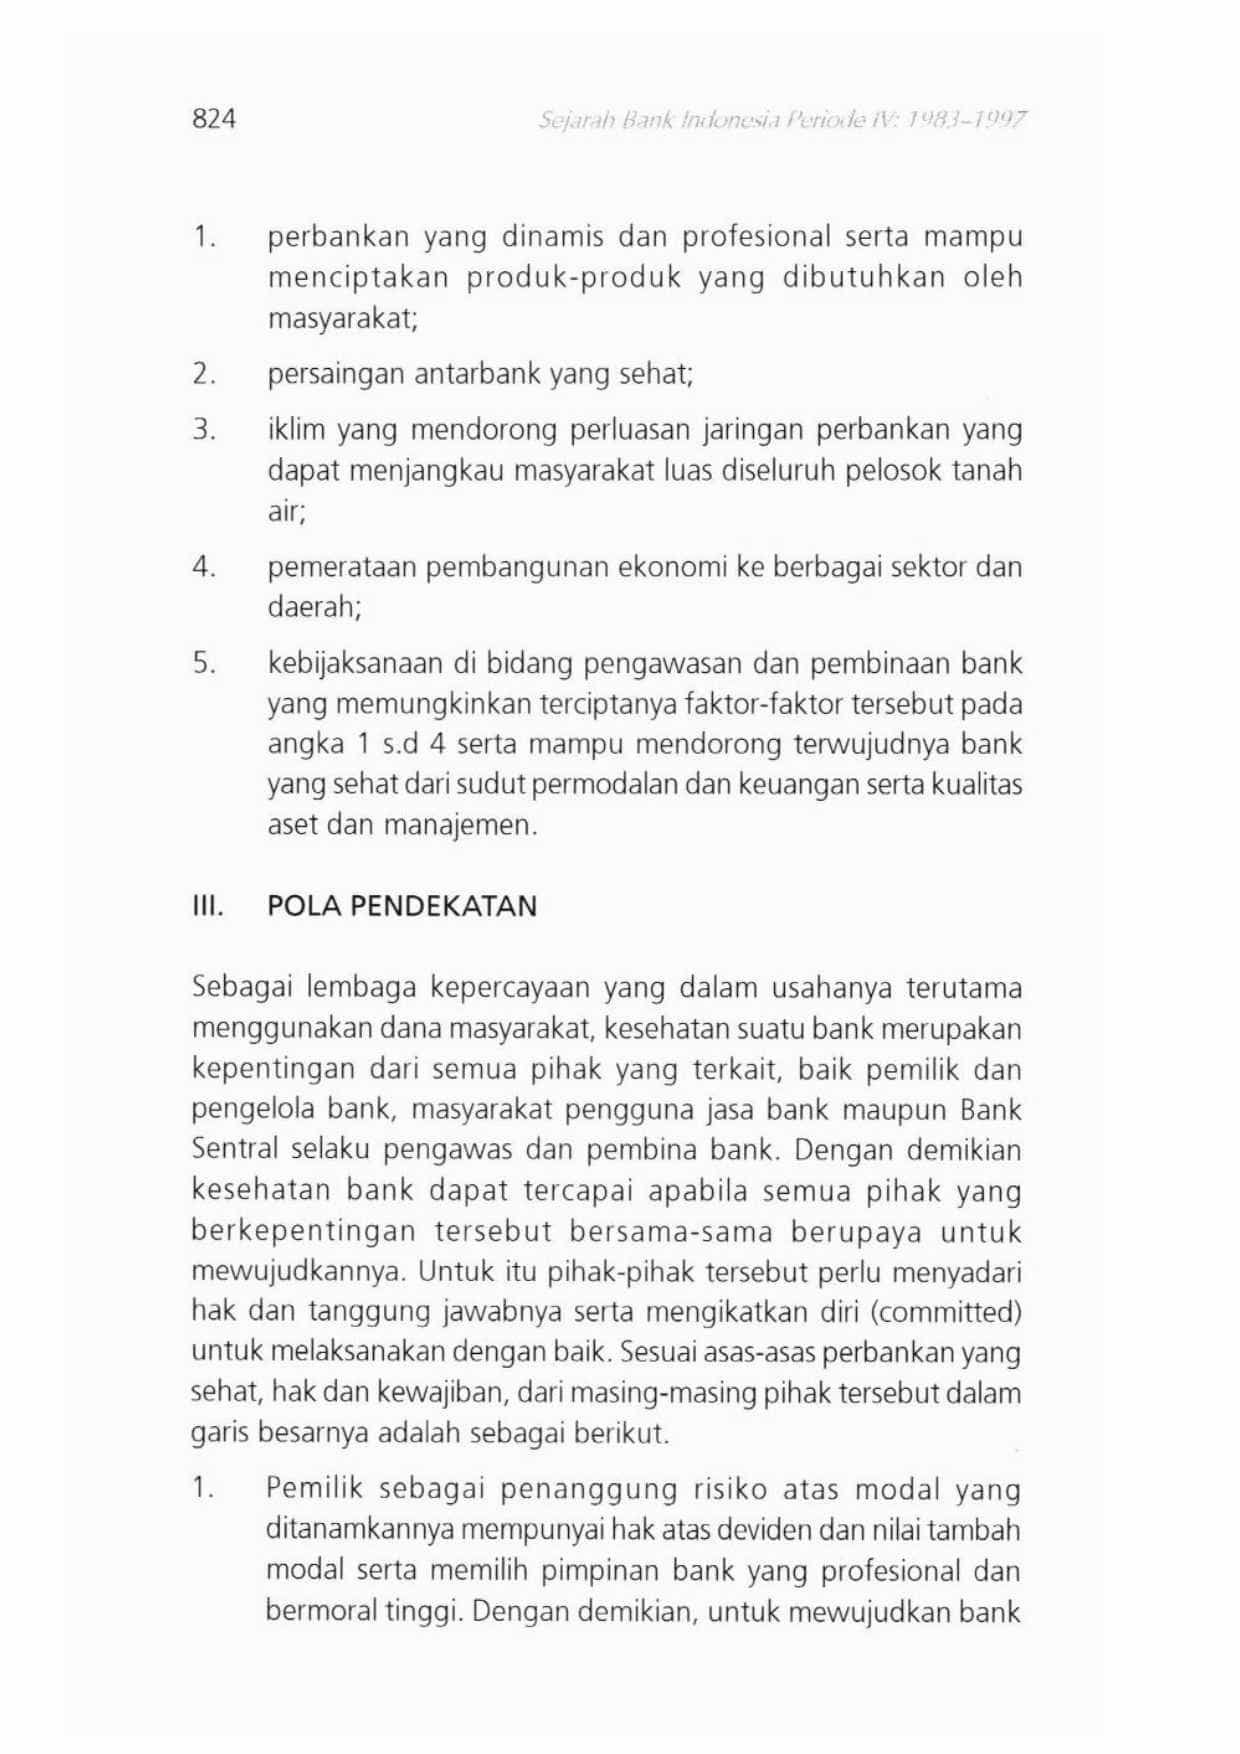 824
Sejarah Bank Indonesia Periode IV: 1983–1997
1. perbankan yang dinamis dan profesional serta mampu
menciptakan produk-produk yang dibutuhkan oleh
masyarakat;
2. persaingan antarbank yang sehat;
3. iklim yang mendorong perluasan jaringan perbankan yang
dapat menjangkau masyarakat luas diseluruh pelosok tanah
air;
4. pemerataan pembangunan ekonomi ke berbagai sektor dan
daerah;
5. kebijaksanaan di bidang pengawasan dan pembinaan bank
yang memungkinkan terciptanya faktor-faktor tersebut pada
angka 1 s.d 4 serta mampu mendorong terwujudnya bank
yang sehat dari sudut permodalan dan keuangan serta kualitas
aset dan manajemen.
III. POLA PENDEKATAN
Sebagai lembaga kepercayaan yang dalam usahanya terutama
menggunakan dana masyarakat, kesehatan suatu bank merupakan
kepentingan dari semua pihak yang terkait, baik pemilik dan
pengelola bank, masyarakat pengguna jasa bank maupun Bank
Sentral selaku pengawas dan pembina bank. Dengan demikian
kesehatan bank dapat tercapai apabila semua pihak yang
berkepentingan tersebut bersama-sama berupaya untuk
mewujudkannya. Untuk itu pihak-pihak tersebut perlu menyadari
hak dan tanggung jawabnya serta mengikatkan diri (committed)
untuk melaksanakan dengan baik. Sesuai asas-asas perbankan yang
sehat, hak dan kewajiban, dari masing-masing pihak tersebut dalam
garis besarnya adalah sebagai berikut.
1. Pemilik sebagai penanggung risiko atas modal yang
ditanamkannya mempunyai hak atas deviden dan nilai tambah
modal serta memilih pimpinan bank yang profesional dan
bermoral tinggi. Dengan demikian, untuk mewujudkan bank